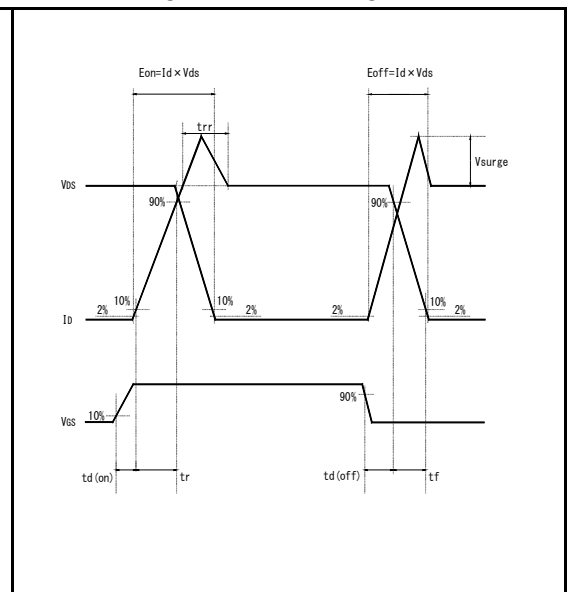 Eon=Id×Vds
Eoff=Id×Vds
trr
Vsurge
VDS
90%
90%
10%
10%
10%
2%
2%
2%
2%
ID
90%
VGS
10%
td(on)
tr
td(off)
tf